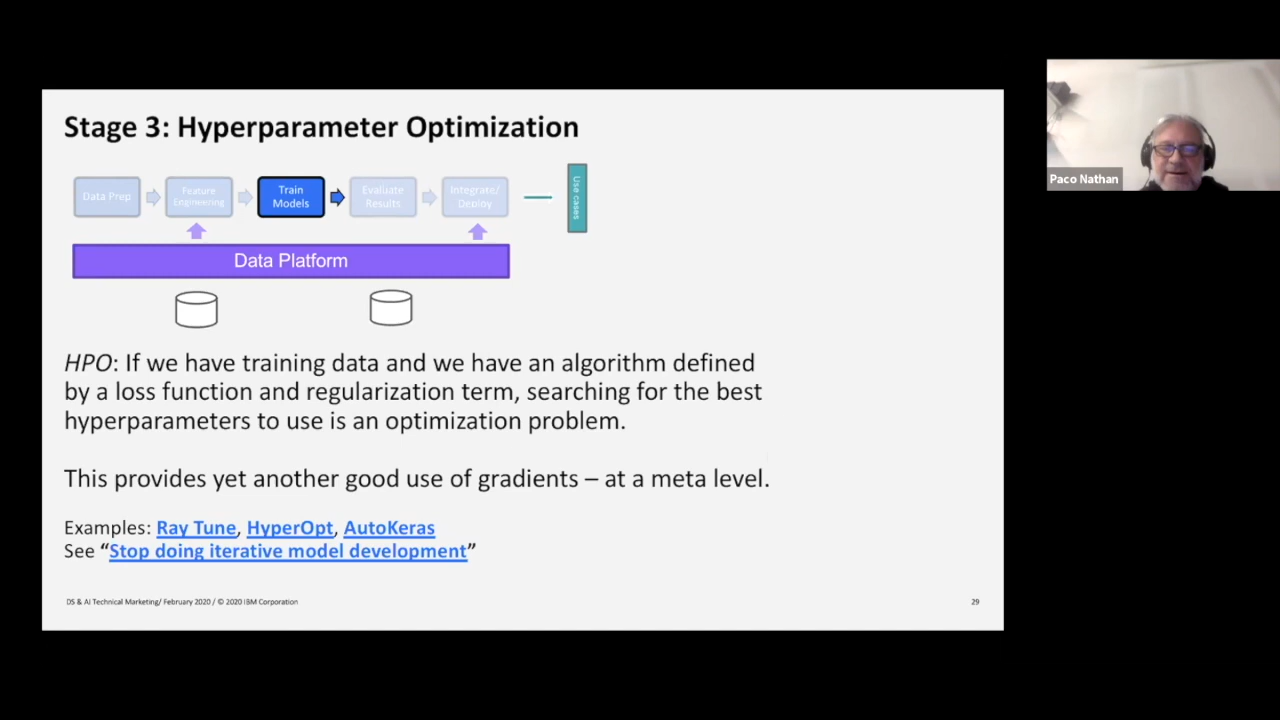 Stage 3: Hyperparameter Optimization
Data Prep
Feature
Engineering
Train
Models
Evaluate
Results
Integrate/
Deploy
Use cases
Data Platform
HPO: If we have training data and we have an algorithm defined
by a loss function and regularization term, searching for the best
hyperparameters to use is an optimization problem.
This provides yet another good use of gradients – at a meta level.
Examples: Ray Tune, HyperOpt, AutoKeras
See “Stop doing iterative model development”
DS & AI Technical Marketing/ February 2020 / © 2020 IBM Corporation
29
Paco Nathan